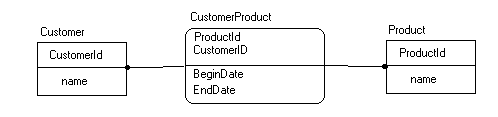 Customer
CustomerId
name
CustomerProduct
ProductId
CustomerID
BeginDate
EndDate
Product
ProductId
name